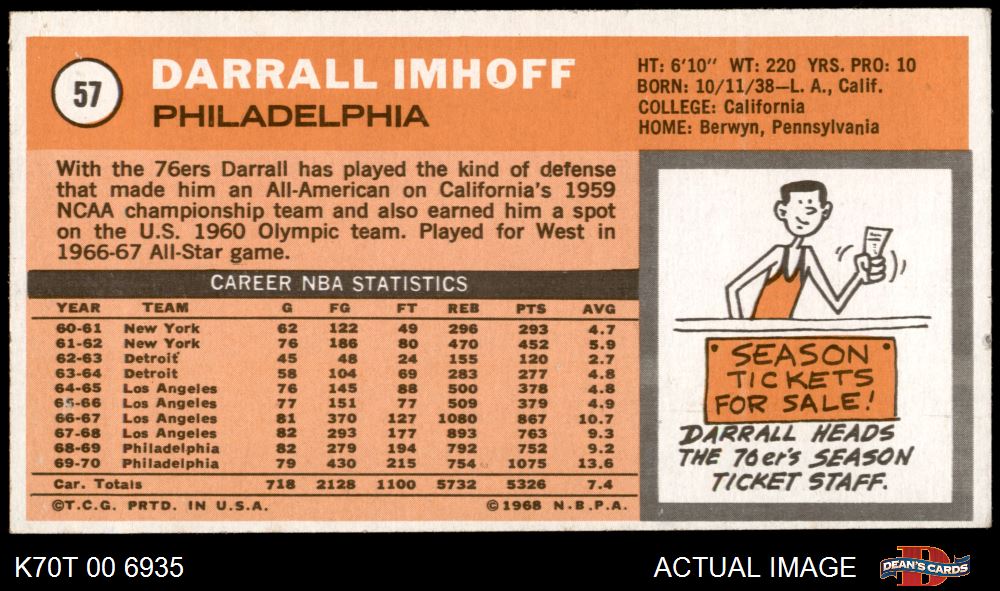 57
DARRALL IMHOFF
PHILADELPHIA
HT: 6'10" WT: 220 YRS. PRO: 10
BORN: 10/11/38—L. A., Calif.
COLLEGE: California
HOME: Berwyn, Pennsylvania
With the 76ers Darrall has played the kind of defense
that made him an All-American on California's 1959
NCAA championship team and also earned him a spot
on the U.S. 1960 Olympic team. Played for West in
1966-67 All-Star game.
CAREER NBA STATISTICS
YEAR TEAM G FG FT REB PTS AVG
60-61 New York 62 122 49 296 293 4.7
61-62 New York 76 186 80 470 452 5.9
62-63 Detroit 45 48 24 155 120 2.7
63-64 Detroit 58 104 69 283 277 4.8
64-65 Los Angeles 76 145 88 500 378 4.8
65-66 Los Angeles 77 151 77 509 379 4.9
66-67 Los Angeles 81 370 127 1080 867 10.7
67-68 Los Angeles 82 293 177 893 763 9.3
68-69 Philadelphia 82 279 194 792 752 9.2
69-70 Philadelphia 79 430 215 754 1075 13.6
Car. Totals 718 2128 1100 5732 5326 7.4
©T.C.G. PRTD. IN U.S.A. ©1968 N.B.P.A.
SEASON
TICKETS
FOR SALE!
DARRALL HEADS
THE 76er's SEASON
TICKET STAFF.
K70T 00 6935
ACTUAL IMAGE
D
DEAN'S CARDS